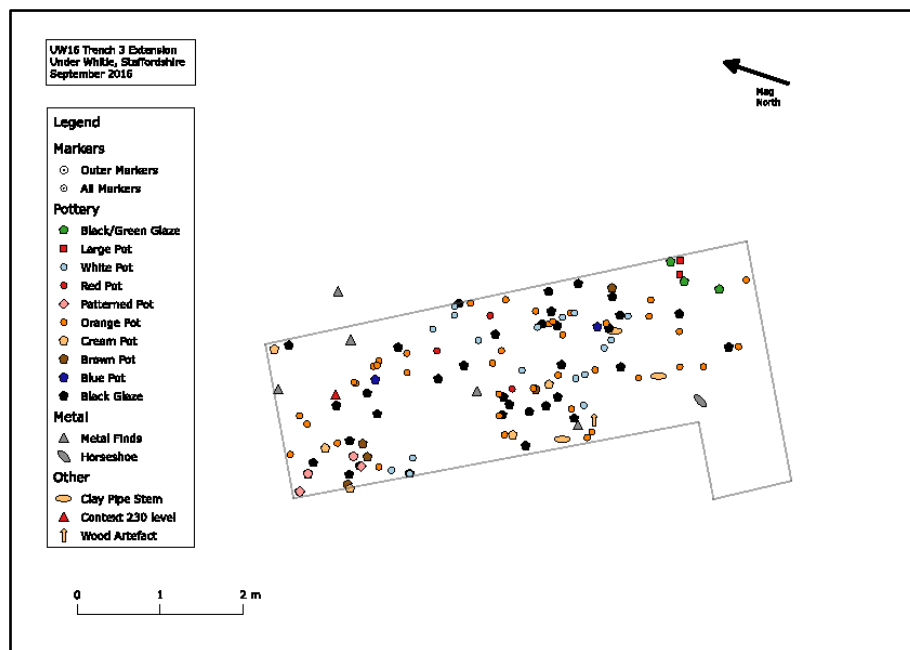 UW16 Trench 3 Extension
Under Whitle, Staffordshire
September 2016
Mag
North
Legend
Markers
Outer Markers
All Markers
Pottery
Black/Green Glaze
Large Pot
White Pot
Red Pot
Patterned Pot
Orange Pot
Cream Pot
Brown Pot
Blue Pot
Black Glaze
Metal
Metal Finds
Horseshoe
Other
Clay Pipe Stem
Context 230 level
Wood Artefact
0 1 2 m